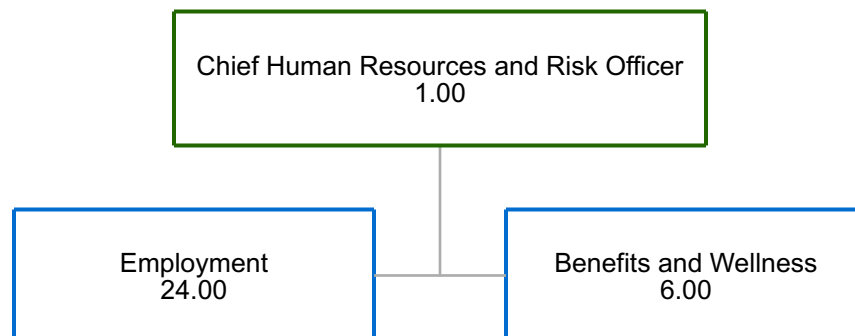 Chief Human Resources and Risk Officer
1.00
Employment
24.00
Benefits and Wellness
6.00